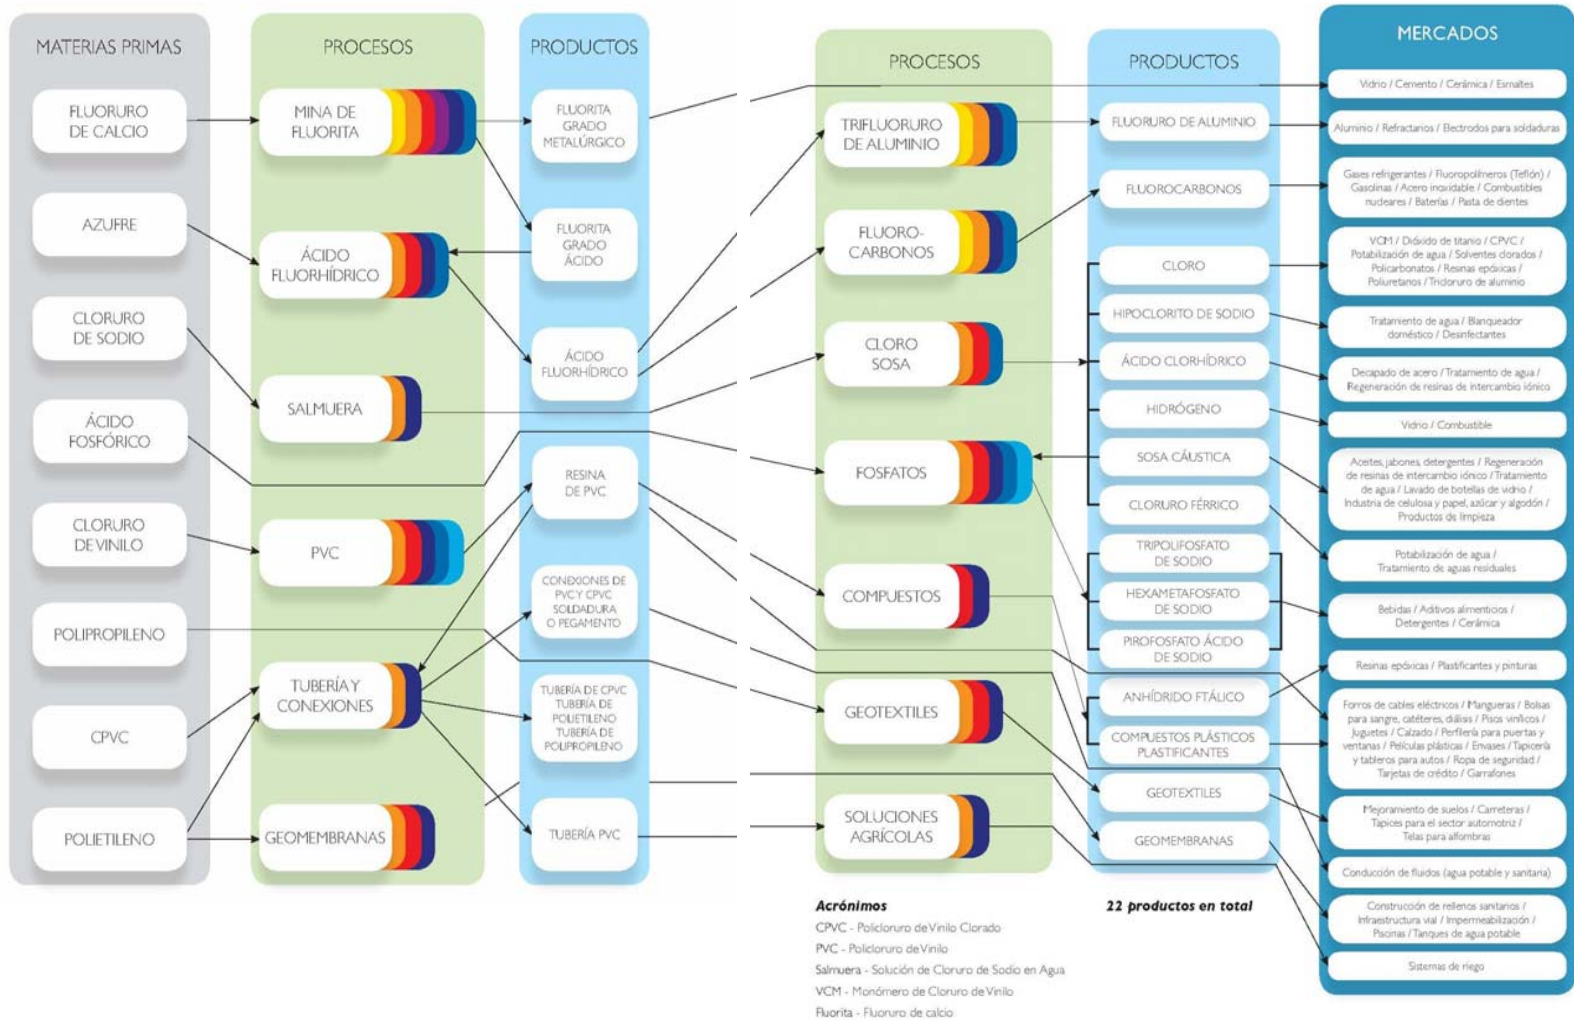 MATERIAS PRIMAS
FLUORURO
DE CALCIO
AZUFRE
CLORURO
DE SODIO
ÁCIDO
FOSFÓRICO
CLORURO
DE VINILO
POLIPROPILENO
CPVC
POLIETILENO
PROCESOS
MINA DE
FLUORITA
ÁCIDO
FLUORHÍDRICO
SALMUERA
PVC
TUBERÍA Y
CONEXIONES
GEOMEMBRANAS
PRODUCTOS
FLUORITA
GRADO
METALÚRGICO
FLUORITA
GRADO
ÁCIDO
ÁCIDO
FLUORHÍDRICO
RESINA
DE PVC
CONEXIONES DE
PVC Y CPVC
SOLDADURA
O PEGAMENTO
TUBERÍA DE CPVC
TUBERÍA DE
POLIETILENO
TUBERÍA DE
POLIPROPILENO
TUBERÍA PVC
PROCESOS
TRIFLUORURO
DE ALUMINIO
FLUORO-
CARBONOS
CLORO
SOSA
FOSFATOS
COMPUESTOS
GEOTEXTILES
SOLUCIONES
AGRÍCOLAS
PRODUCTOS
FLUORURO DE ALUMINIO
FLUOROCARBONOS
CLORO
HIPOCLORITO DE SODIO
ÁCIDO CLORHÍDRICO
HIDRÓGENO
SOSA CÁUSTICA
CLORURO FÉRRICO
TRIPOLIFOSFATO
DE SODIO
HEXAMETAFOSFATO
DE SODIO
PIROFOSFATO ÁCIDO
DE SODIO
ANHÍDRIDO FTÁLICO
COMPUESTOS PLÁSTICOS
PLASTIFICANTES
GEOTEXTILES
GEOMEMBRANAS
MERCADOS
Vidrio / Cemento / Cerámica / Esmaltes
Aluminio / Refractarios / Electrodos para soldaduras
Gases refrigerantes / Fluoropolímeros (Teflón) /
Gasolinas / Acero inoxidable / Combustibles
nucleares / Baterías / Pasta de dientes
VCM / Dióxido de titanio / CPVC /
Potabilización de agua / Solventes clorados /
Policarbonatos / Resinas epóxicas /
Poliuretanos / Tricloruro de aluminio
Tratamiento de agua / Blanqueador
doméstico / Desinfectantes
Decapado de acero / Tratamiento de agua /
Regeneración de resinas de intercambio iónico
Vidrio / Combustible
Aceites, jabones, detergentes / Regeneración
de resinas de intercambio iónico / Tratamiento
de agua / Lavado de botellas de vidrio /
Industria de celulosa y papel, azúcar y algodón /
Productos de limpieza
Potabilización de agua /
Tratamiento de aguas residuales
Bebidas / Aditivos alimenticios /
Detergentes / Cerámica
Resinas epóxicas / Plastificantes y pinturas
Forros de cables eléctricos / Mangueras / Bolsas
para sangre, catéteres, diálisis / Pisos vinílicos /
Juguetes / Calzado / Perfilería para puertas y
ventanas / Películas plásticas / Envases / Tapicería
y tableros para autos / Ropa de seguridad /
Tarjetas de crédito / Garrafones
Mejoramiento de suelos / Carreteras /
Tapices para el sector automotriz /
Telas para alfombras
Conducción de fluidos (agua potable y sanitaria)
Construcción de rellenos sanitarios /
Infraestructura vial / Impermeabilización /
Piscinas / Tanques de agua potable
Sistemas de riego
Acrónimos
CPVC - Policloruro de Vinilo Clorado
PVC - Policloruro de Vinilo
Salmuera - Solución de Cloruro de Sodio en Agua
VCM - Monómero de Cloruro de Vinilo
Fluorita - Fluoruro de calcio
22 productos en total